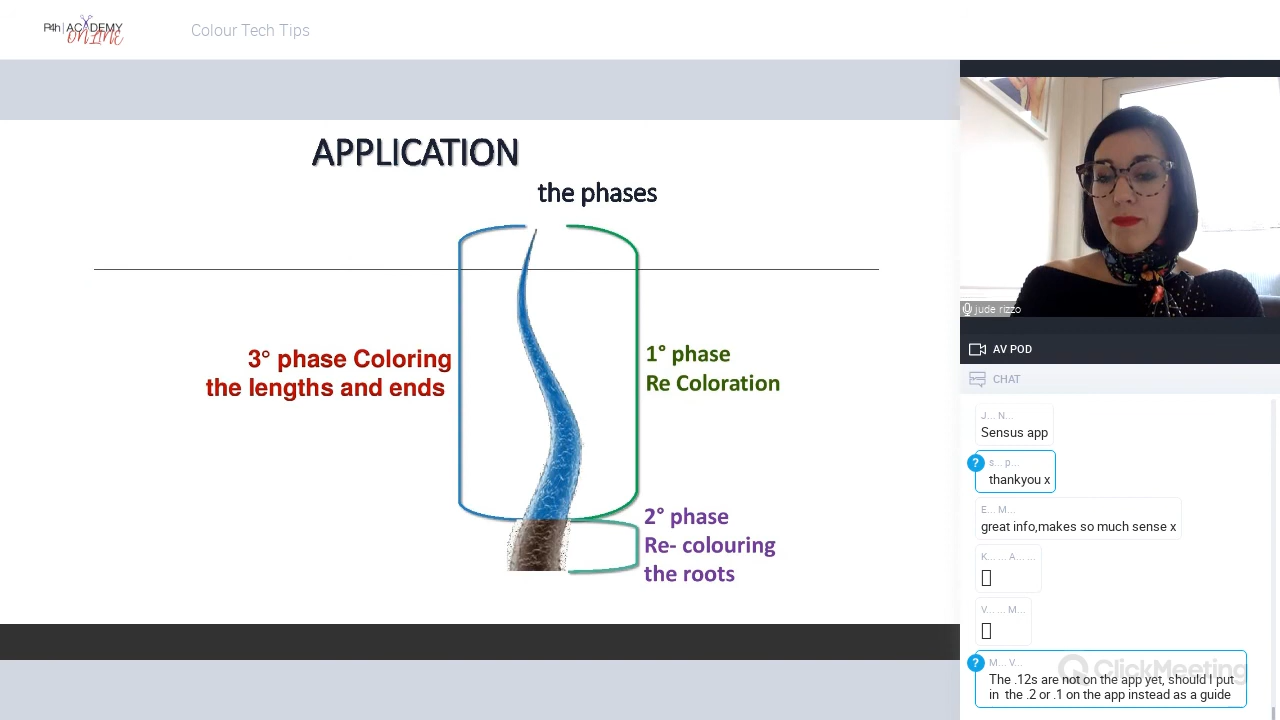 P4h | ACADEMY
ONLINE
Colour Tech Tips
APPLICATION
the phases
3° phase Coloring
the lengths and ends
1° phase
Re Coloration
2° phase
Re- colouring
the roots
jude rizzo
AV POD
CHAT
J... N...
Sensus app
?
s... p...
thankyou x
E... M...
great info,makes so much sense x
K... ... A... ...
V... ... M...
ClickMeeting
?
M... V...
The .12s are not on the app yet, should I put
in the .2 or .1 on the app instead as a guide